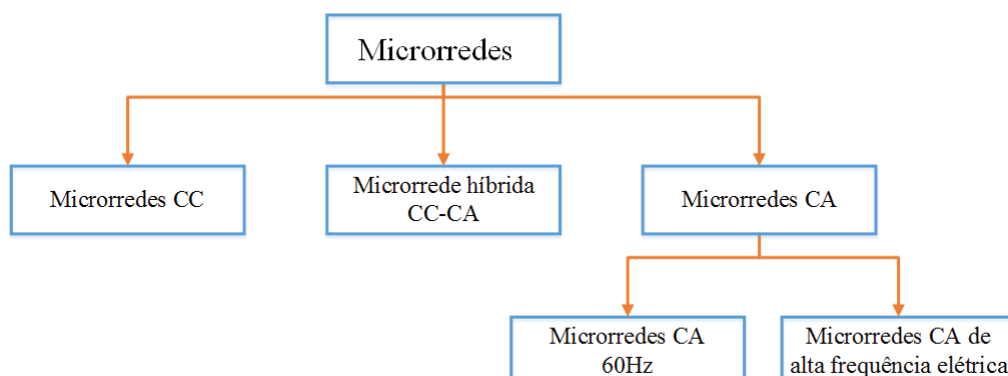 Microrredes
Microrredes CC
Microrrede híbrida
CC-CA
Microrredes CA
Microrredes CA
60Hz
Microrredes CA de
alta frequência elétrica